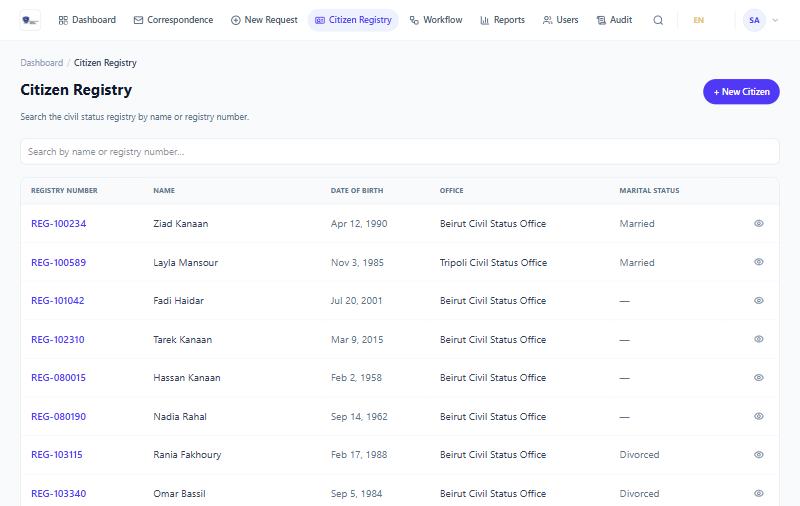 Dashboard Correspondence New Request Citizen Registry Workflow Reports Users Audit EN SA
Dashboard / Citizen Registry
Citizen Registry
+ New Citizen
Search the civil status registry by name or registry number.
Search by name or registry number...
REGISTRY NUMBER NAME DATE OF BIRTH OFFICE MARITAL STATUS
REG-100234 Ziad Kanaan Apr 12, 1990 Beirut Civil Status Office Married
REG-100589 Layla Mansour Nov 3, 1985 Tripoli Civil Status Office Married
REG-101042 Fadi Haidar Jul 20, 2001 Beirut Civil Status Office —
REG-102310 Tarek Kanaan Mar 9, 2015 Beirut Civil Status Office —
REG-080015 Hassan Kanaan Feb 2, 1958 Beirut Civil Status Office —
REG-080190 Nadia Rahal Sep 14, 1962 Beirut Civil Status Office —
REG-103115 Rania Fakhoury Feb 17, 1988 Beirut Civil Status Office Divorced
REG-103340 Omar Bassil Sep 5, 1984 Beirut Civil Status Office Divorced